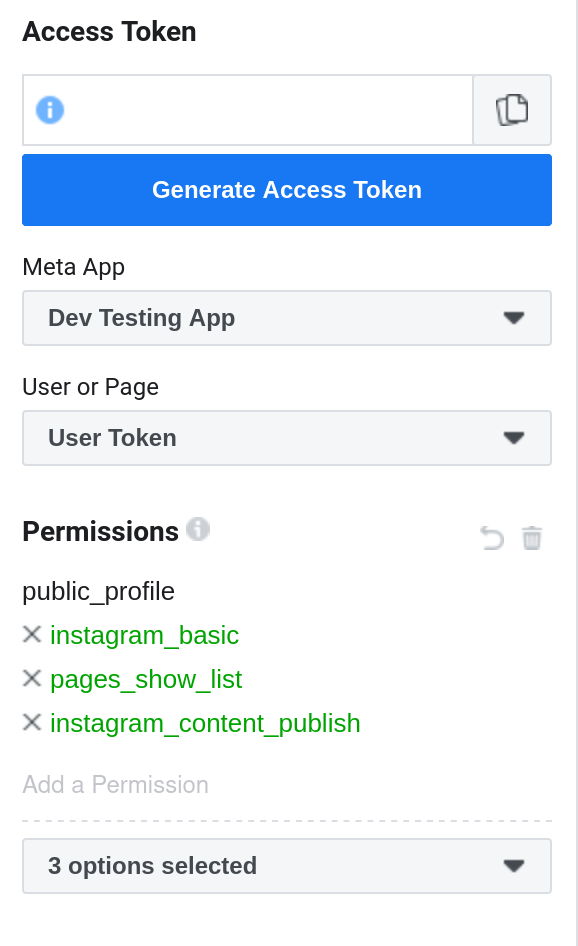 Access Token
Generate Access Token
Meta App
Dev Testing App
User or Page
User Token
Permissions
public_profile
instagram_basic
pages_show_list
instagram_content_publish
Add a Permission
3 options selected